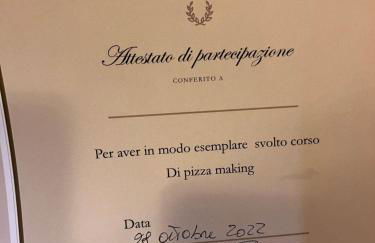 Attestato di partecipazione
CONFERITO A
Per aver in modo esemplare svolto corso
Di pizza making
Data
28 ottobre 2022